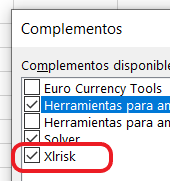 Complementos
Complementos disponible
Euro Currency Tools
Herramientas para an
Herramientas para an
Solver
Xlrisk